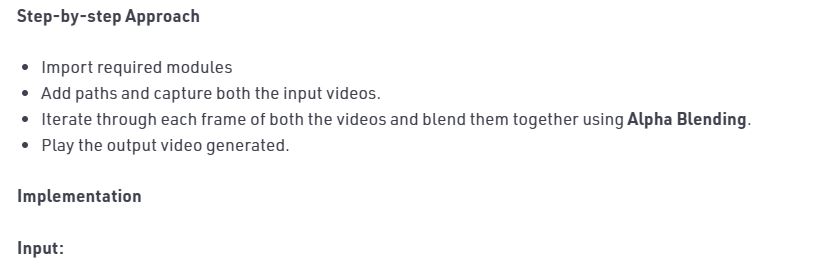 Step-by-step Approach
• Import required modules
• Add paths and capture both the input videos.
• Iterate through each frame of both the videos and blend them together using Alpha Blending.
• Play the output video generated.
Implementation
Input: